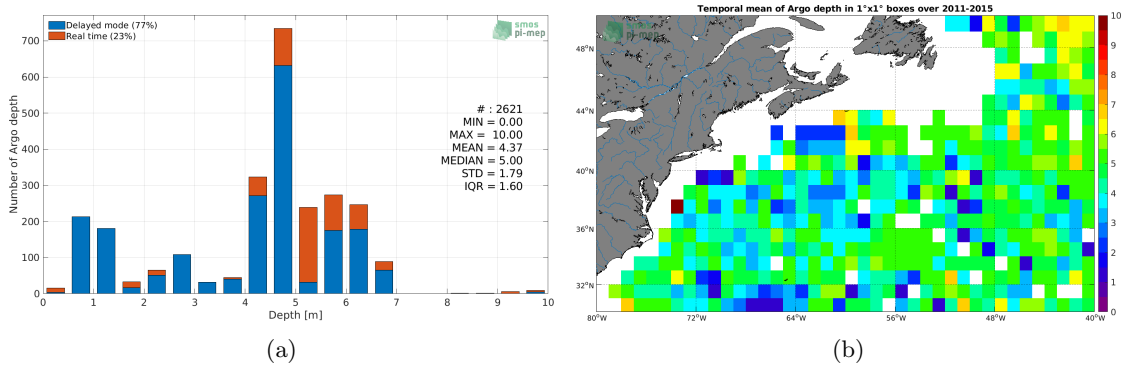 Delayed mode (77%)
Real time (23%)
smos
pi-mep
Number of Argo depth
700
600
500
400
300
200
100
0
# : 2621
MIN = 0.00
MAX = 10.00
MEAN = 4.37
MEDIAN = 5.00
STD = 1.79
IQR = 1.60
0 1 2 3 4 5 6 7 8 9 10
Depth [m]
(a)
Temporal mean of Argo depth in 1°x1° boxes over 2011-2015
smos
pi-mep
48°N
44°N
40°N
36°N
32°N
80°W 72°W 64°W 56°W 48°W 40°W
10
9
8
7
6
5
4
3
2
1
0
(b)